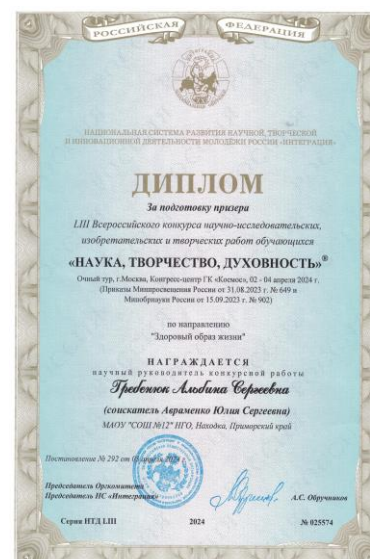 РОССИЙСКАЯ ФЕДЕРАЦИЯ
НАЦИОНАЛЬНАЯ СИСТЕМА РАЗВИТИЯ НАУЧНОЙ, ТВОРЧЕСКОЙ
И ИННОВАЦИОННОЙ ДЕЯТЕЛЬНОСТИ МОЛОДЁЖИ РОССИИ «ИНТЕГРАЦИЯ»
ДИПЛОМ
За подготовку призера
LIII Всероссийского конкурса научно-исследовательских,
изобретательских и творческих работ обучающихся
«НАУКА, ТВОРЧЕСТВО, ДУХОВНОСТЬ»®
Очный тур, г.Москва, Конгресс-центр ГК «Космос», 02 - 04 апреля 2024 г.
(Приказы Минпросвещения России от 31.08.2023 г. № 649 и
Минобрнауки России от 15.09.2023 г. № 902)
по направлению
"Здоровый образ жизни"
НАГРАЖДАЕТСЯ
научный руководитель конкурсной работы
Гребенюк Альбина Сергеевна
(соискатель Авраменко Юлия Сергеевна)
МАОУ "СОШ №12" НГО, Находка, Приморский край
Постановление № 292 от апреля 2024
Председатель Оргкомитета
Председатель НС «Интеграция»
А.С. Обручников
Серия НТД LIII
2024
№ 025574